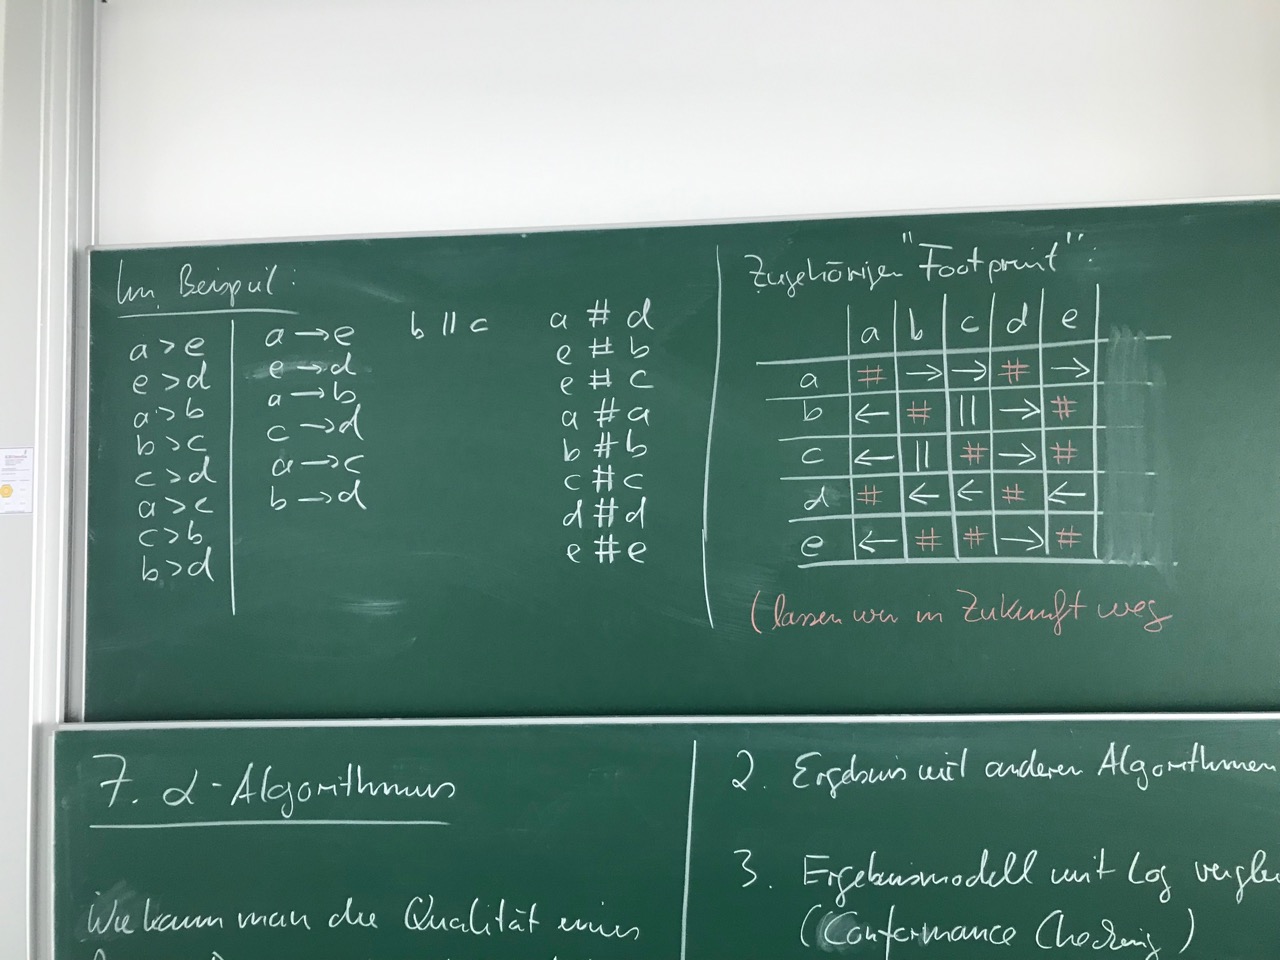 Im Beispiel:
a > e
e > d
a > b
b > c
c > d
a > c
c > b
b > d
a → e
e → d
a → b
c → d
a → c
b → d
b || c
a # d
e # b
e # c
a # a
b # b
c # c
d # d
e # e
Zugehöriger "Footprint":
a b c d e
a # → → # →
b ← # || → #
c ← || # → #
d # ← ← # ←
e ← # # → #
(lassen wir in Zukunft weg
7. α-Algorithmus
Wie kann man die Qualität eines
2. Ergebnis mit anderen Algorithmen
3. Ergebnismodell mit Log vergle
(Conformance Checking)